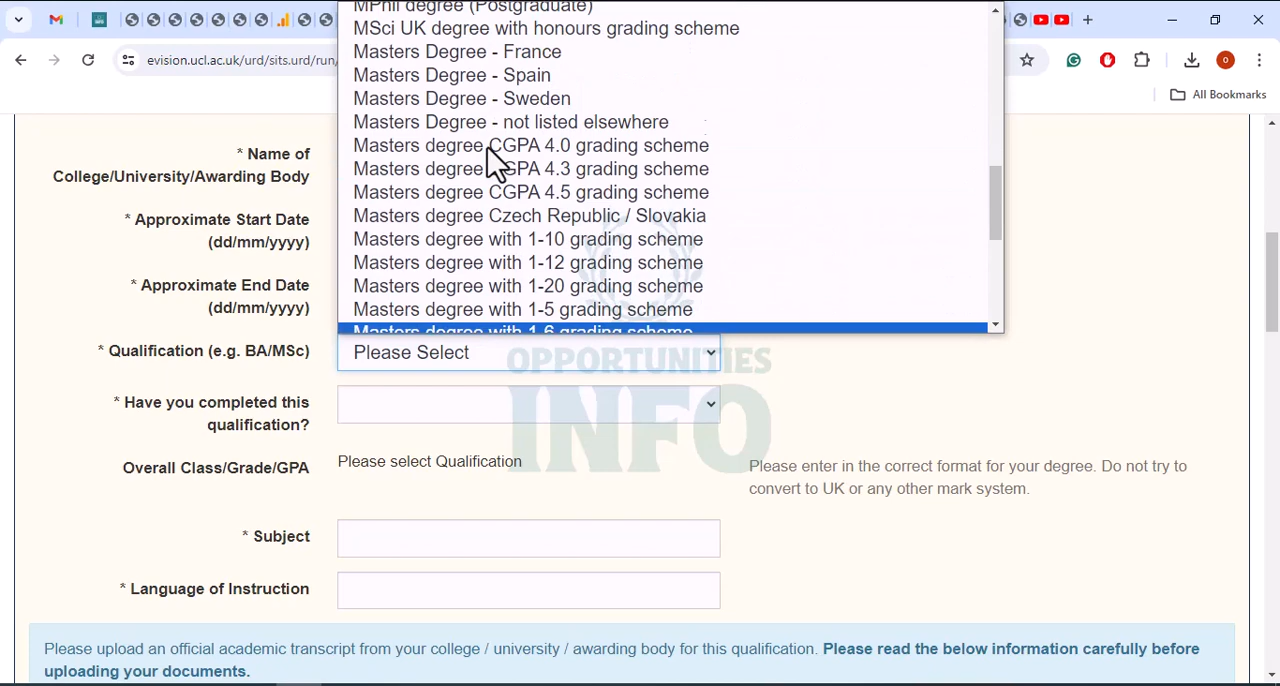 evision.ucl.ac.uk/urd/sits.urd/run/
All Bookmarks
MPhil degree (Postgraduate)
MSci UK degree with honours grading scheme
Masters Degree - France
Masters Degree - Spain
Masters Degree - Sweden
Masters Degree - not listed elsewhere
Masters degree CGPA 4.0 grading scheme
Masters degree CGPA 4.3 grading scheme
Masters degree CGPA 4.5 grading scheme
Masters degree Czech Republic / Slovakia
Masters degree with 1-10 grading scheme
Masters degree with 1-12 grading scheme
Masters degree with 1-20 grading scheme
Masters degree with 1-5 grading scheme
Masters degree with 1-6 grading scheme
* Name of
College/University/Awarding Body
* Approximate Start Date
(dd/mm/yyyy)
* Approximate End Date
(dd/mm/yyyy)
* Qualification (e.g. BA/MSc)
Please Select
OPPORTUNITIES
INFO
* Have you completed this
qualification?
Overall Class/Grade/GPA
Please select Qualification
Please enter in the correct format for your degree. Do not try to
convert to UK or any other mark system.
* Subject
* Language of Instruction
Please upload an official academic transcript from your college / university / awarding body for this qualification. Please read the below information carefully before
uploading your documents.